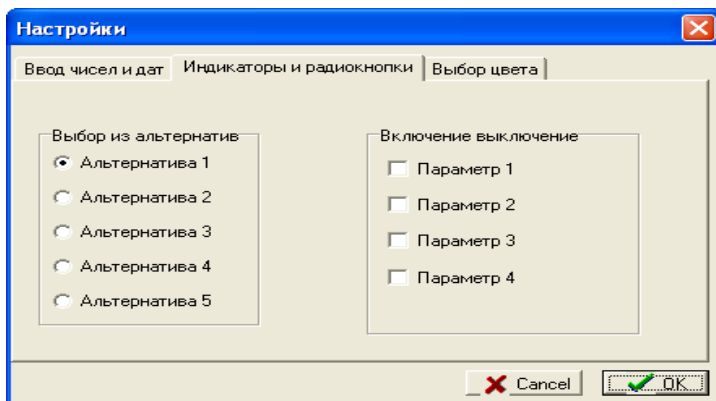 Настройки
Ввод чисел и дат Индикаторы и радиокнопки Выбор цвета
Выбор из альтернатив
Альтернатива 1
Альтернатива 2
Альтернатива 3
Альтернатива 4
Альтернатива 5
Включение выключение
Параметр 1
Параметр 2
Параметр 3
Параметр 4
Cancel OK